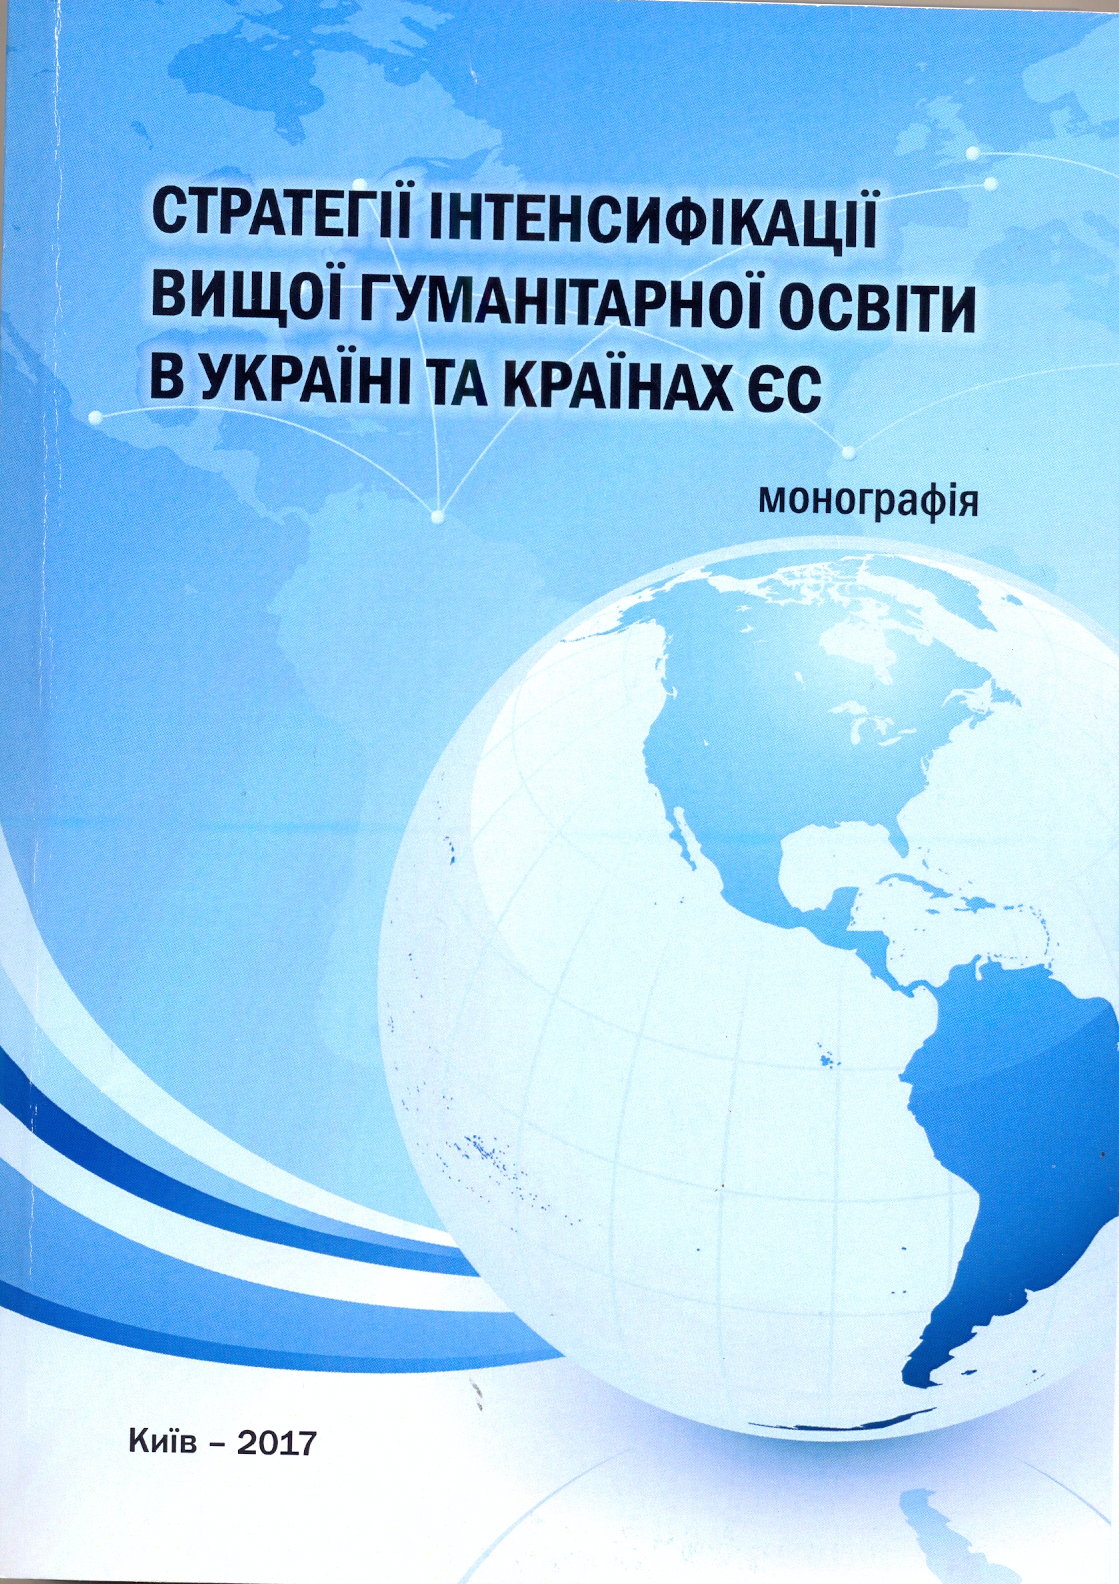 СТРАТЕГІЇ ІНТЕНСИФІКАЦІЇ
ВИЩОЇ ГУМАНІТАРНОЇ ОСВІТИ
В УКРАЇНІ ТА КРАЇНАХ ЄС
монографія
Київ – 2017